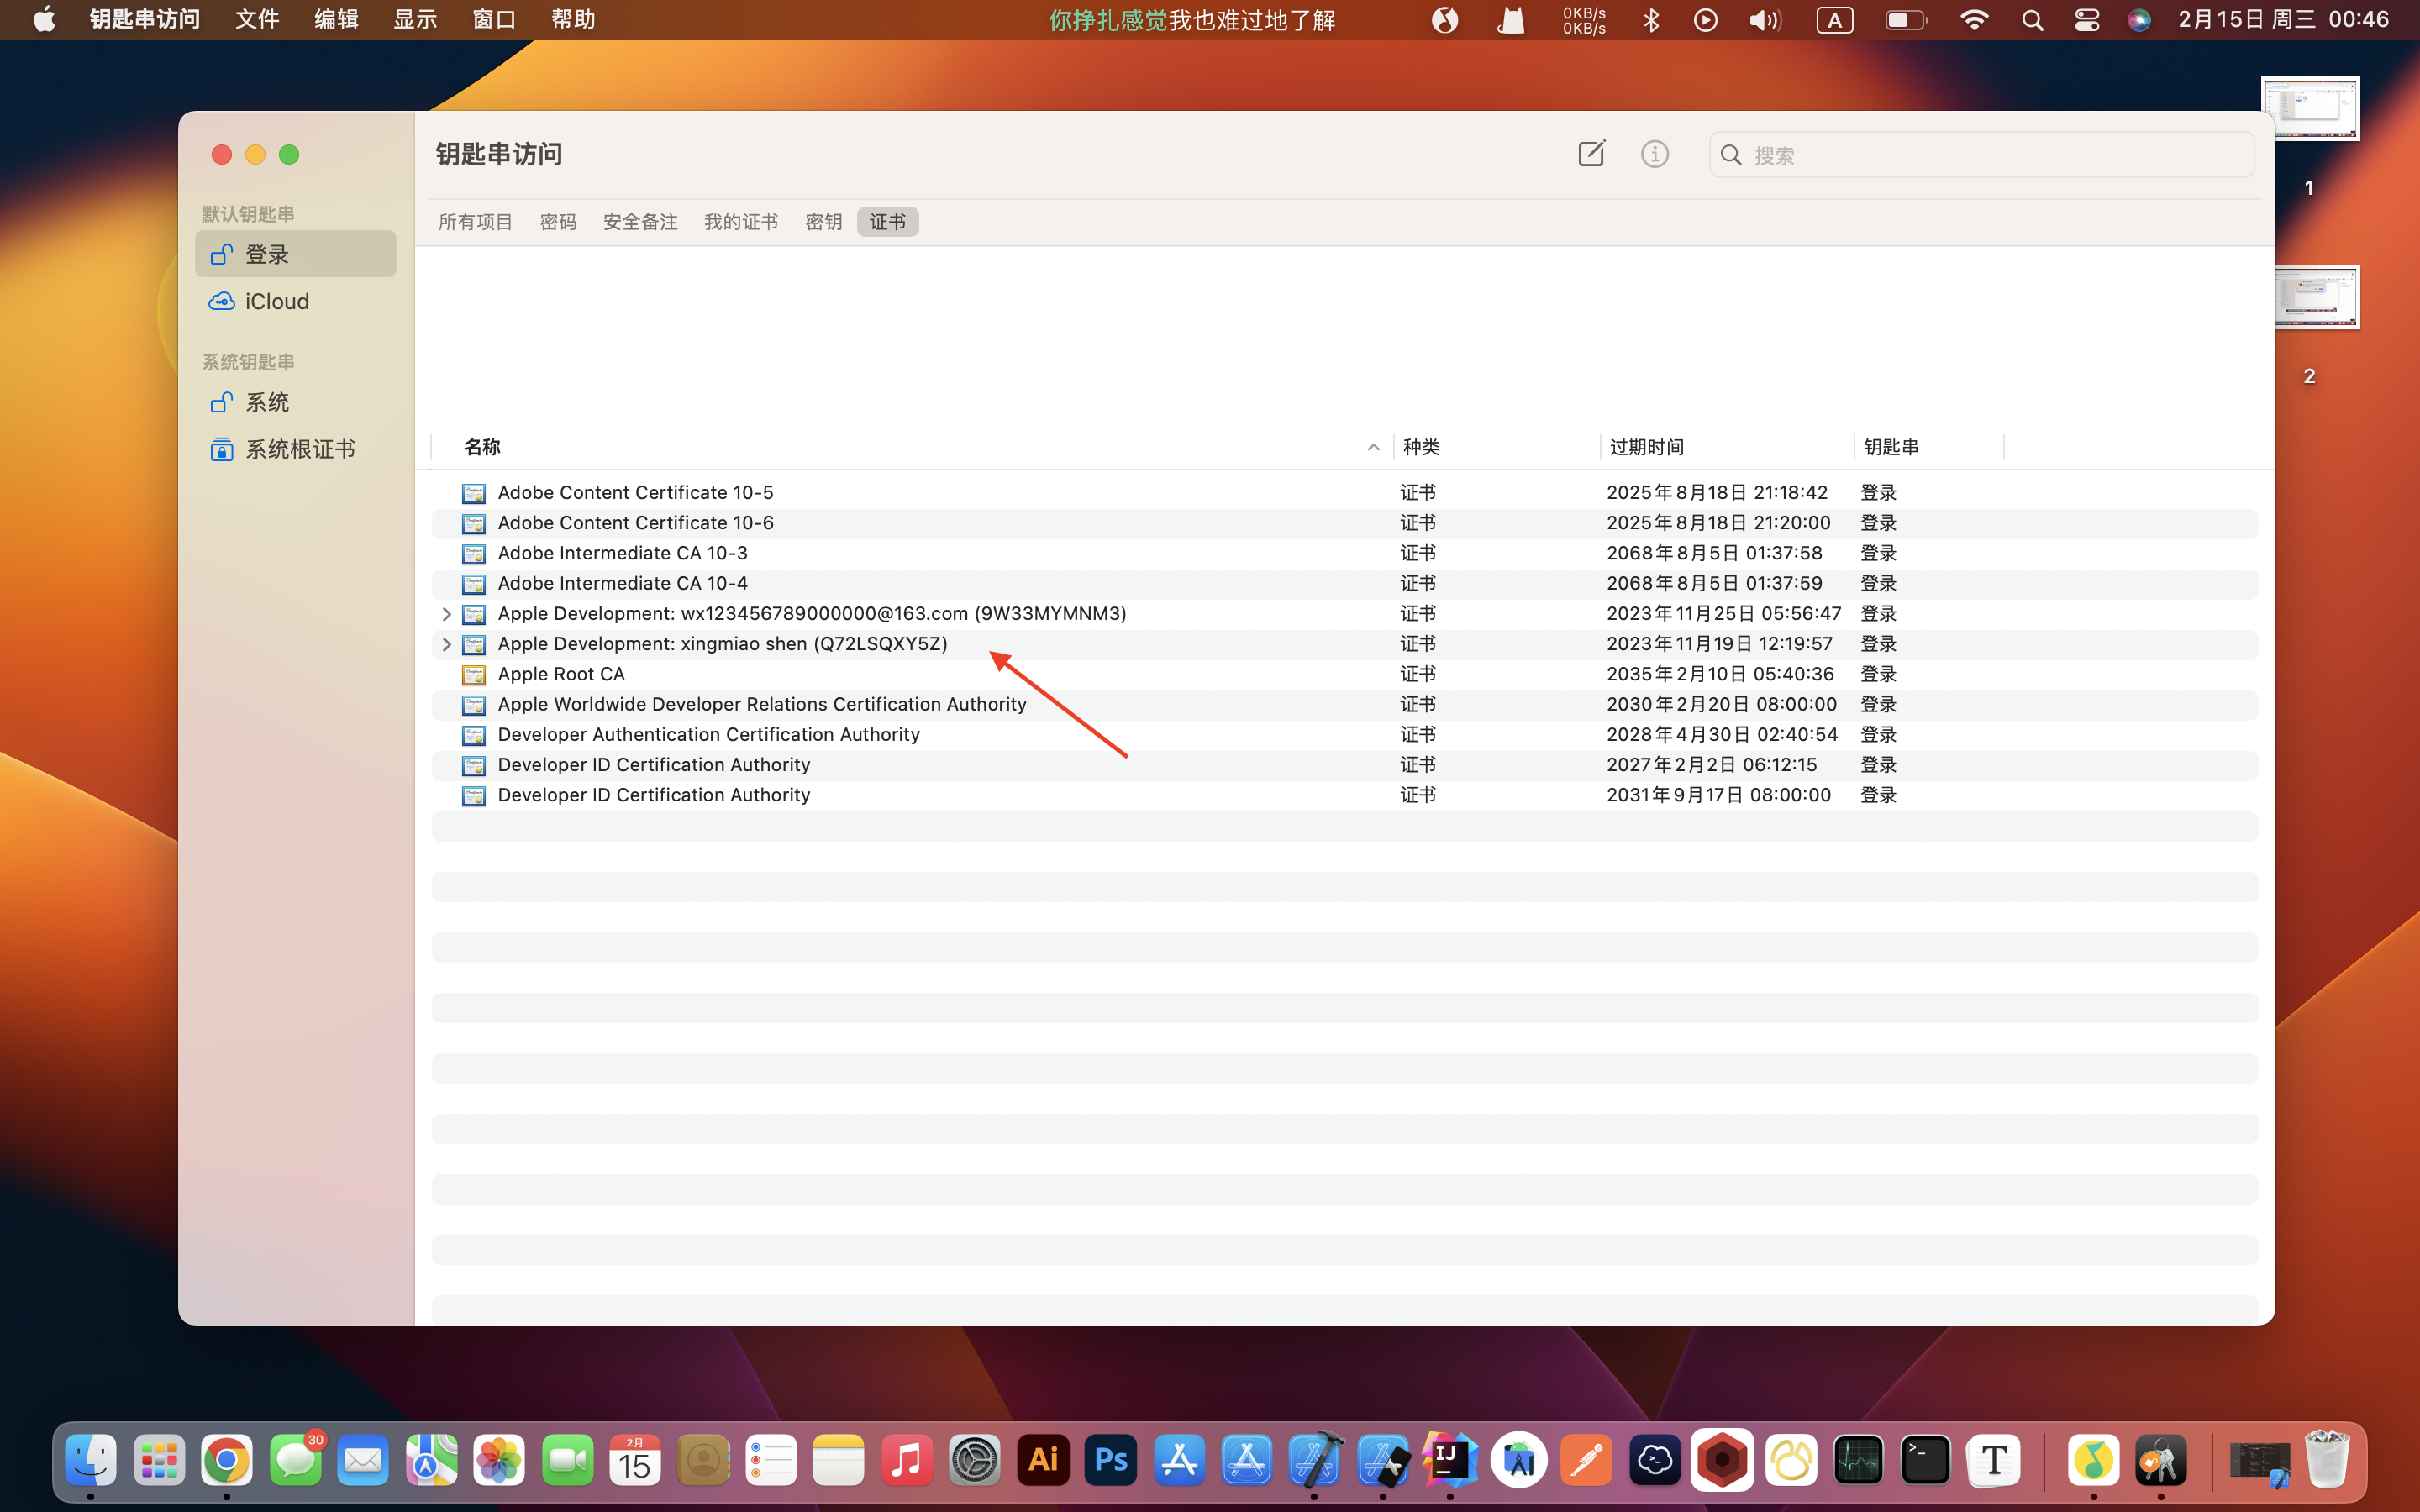 钥匙串访问 文件 编辑 显示 窗口 帮助 你挣扎感觉我也难过地了解 0KB/s 0KB/s A 2月15日 周三 00:46
钥匙串访问
搜索
1
2
默认钥匙串
登录
iCloud
系统钥匙串
系统
系统根证书
所有项目 密码 安全备注 我的证书 密钥 证书
名称 种类 过期时间 钥匙串
Adobe Content Certificate 10-5 证书 2025年8月18日 21:18:42 登录
Adobe Content Certificate 10-6 证书 2025年8月18日 21:20:00 登录
Adobe Intermediate CA 10-3 证书 2068年8月5日 01:37:58 登录
Adobe Intermediate CA 10-4 证书 2068年8月5日 01:37:59 登录
Apple Development: wx123456789000000@163.com (9W33MYMNM3) 证书 2023年11月25日 05:56:47 登录
Apple Development: xingmiao shen (Q72LSQXY5Z) 证书 2023年11月19日 12:19:57 登录
Apple Root CA 证书 2035年2月10日 05:40:36 登录
Apple Worldwide Developer Relations Certification Authority 证书 2030年2月20日 08:00:00 登录
Developer Authentication Certification Authority 证书 2028年4月30日 02:40:54 登录
Developer ID Certification Authority 证书 2027年2月2日 06:12:15 登录
Developer ID Certification Authority 证书 2031年9月17日 08:00:00 登录
30
2月
15
Ai
Ps
IJ
T